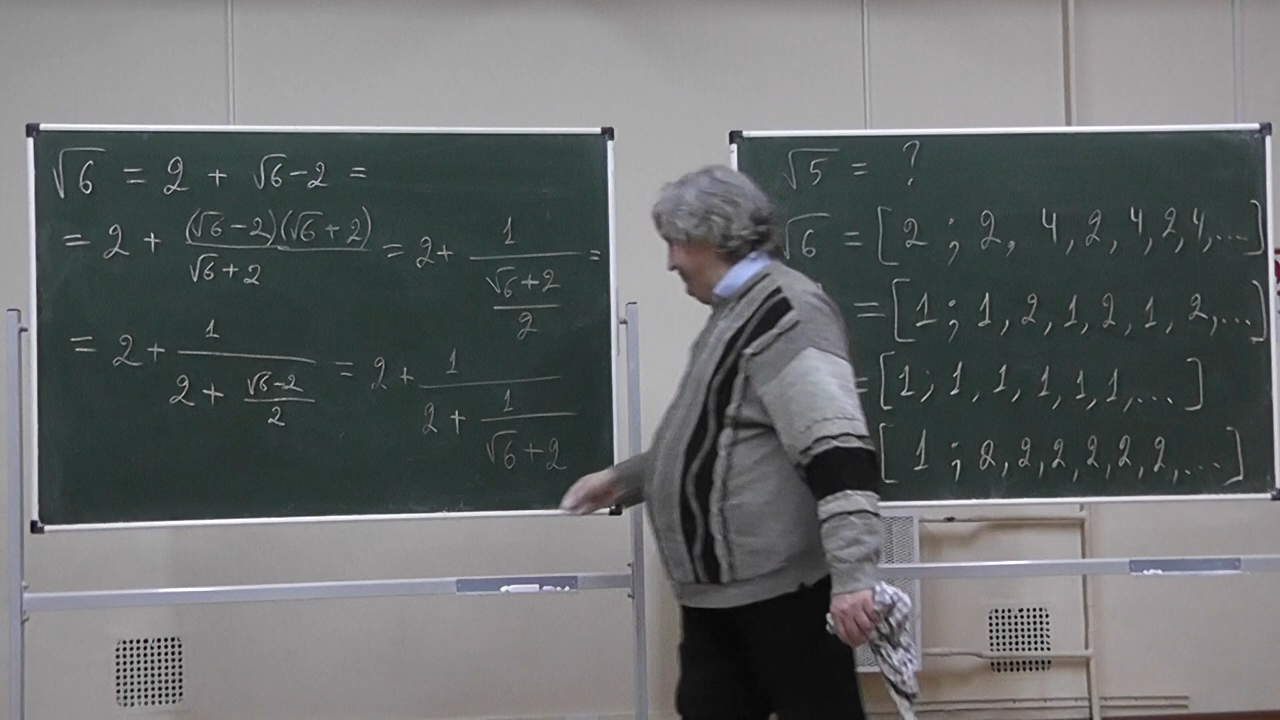 √6 = 2 + √6-2 =
= 2 + (√6-2)(√6+2)/(√6+2) = 2 + 1/((√6+2)/2) =
= 2 + 1/(2 + (√6-2)/2) = 2 + 1/(2 + 1/(√6+2))
√5 = ?
√6 = [2; 2, 4, 2, 4, 2, 4, ...]
= [1; 1, 2, 1, 2, 1, 2, ...]
= [1; 1, 1, 1, 1, 1, ...]
[1; 2, 2, 2, 2, 2, 2, ...]